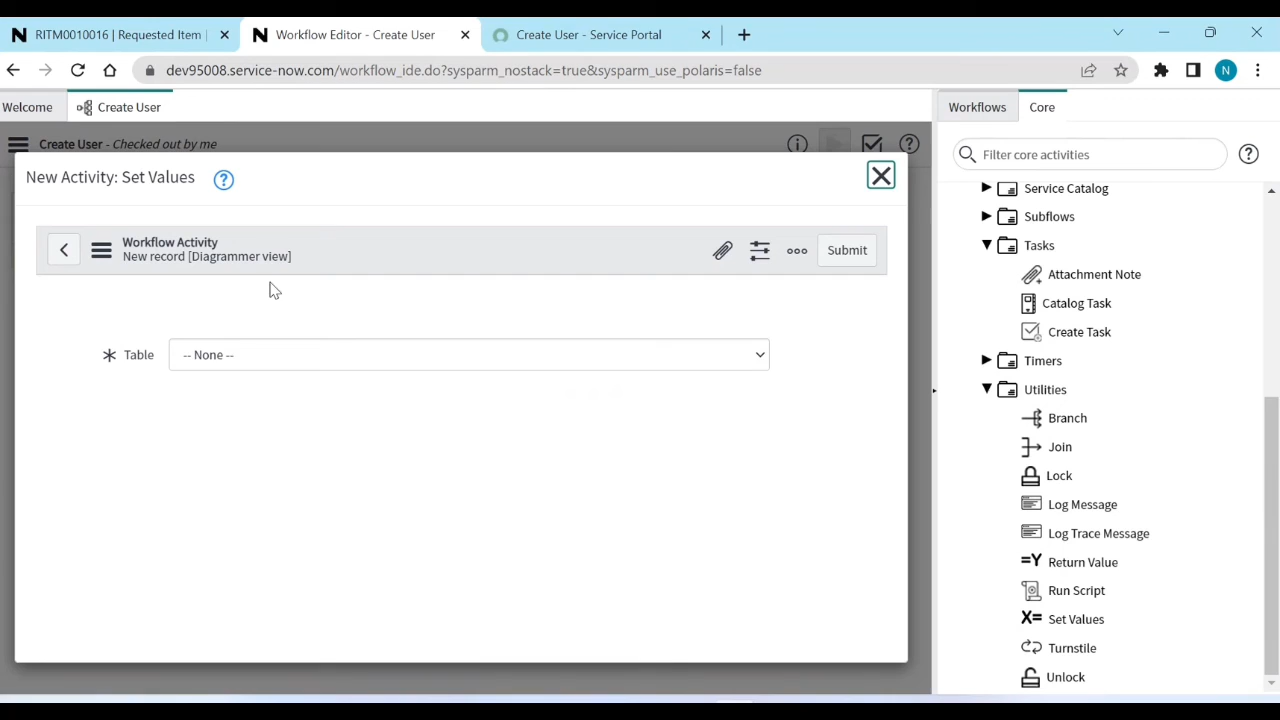 RITM0010016 | Requested Item |
Workflow Editor - Create User
Create User - Service Portal
dev95008.service-now.com/workflow_ide.do?sysparm_nostack=true&sysparm_use_polaris=false
N
Welcome
Create User
Workflows
Core
Create User - Checked out by me
Filter core activities
New Activity: Set Values
Workflow Activity
New record [Diagrammer view]
Submit
Table
-- None --
Service Catalog
Subflows
Tasks
Attachment Note
Catalog Task
Create Task
Timers
Utilities
Branch
Join
Lock
Log Message
Log Trace Message
=Y Return Value
Run Script
X= Set Values
Turnstile
Unlock